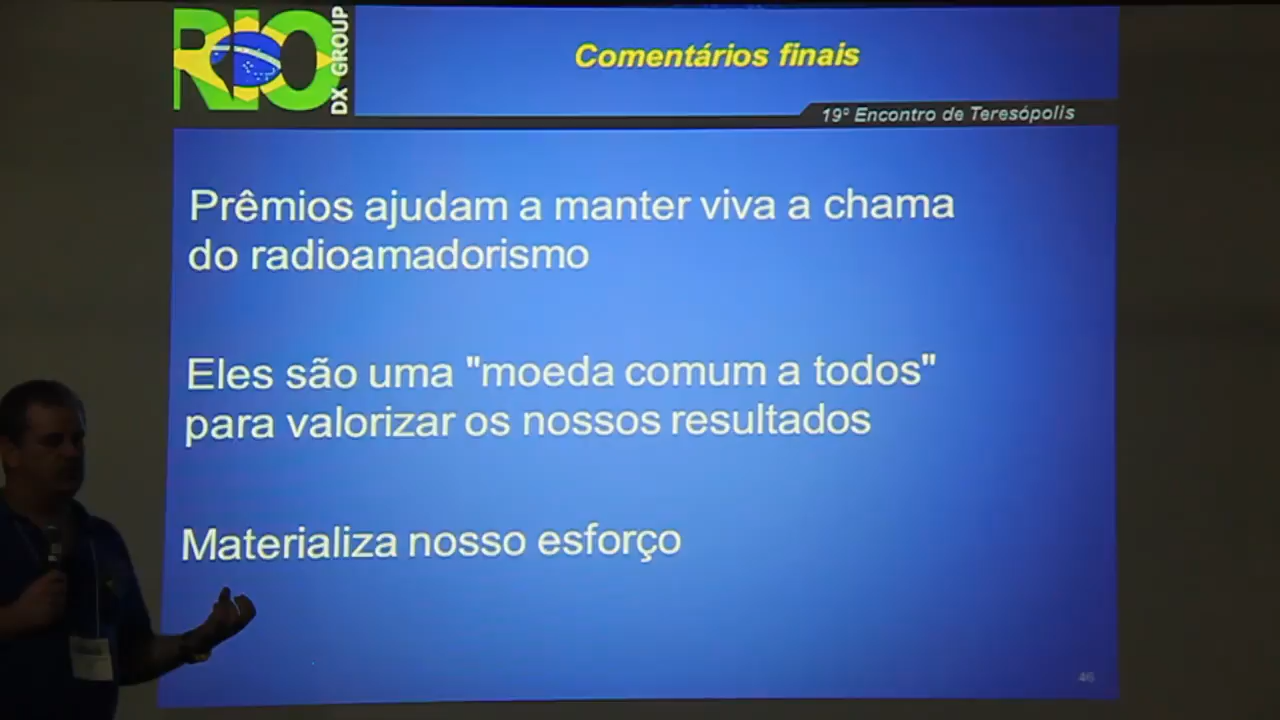 RIO
DX GROUP
Comentários finais
19º Encontro de Teresópolis
Prêmios ajudam a manter viva a chama
do radioamadorismo
Eles são uma "moeda comum a todos"
para valorizar os nossos resultados
Materializa nosso esforço
46